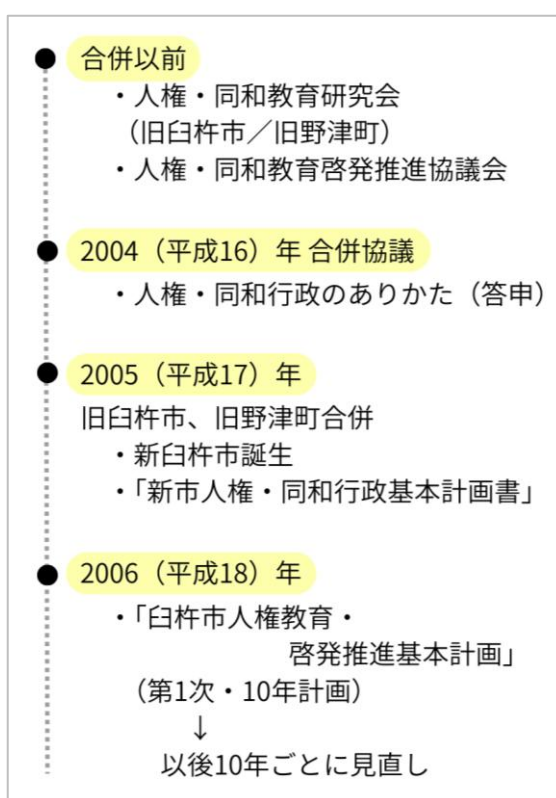 合併以前
・人権・同和教育研究会
（旧臼杵市／旧野津町）
・人権・同和教育啓発推進協議会
2004（平成16）年 合併協議
・人権・同和行政のありかた（答申）
2005（平成17）年
旧臼杵市、旧野津町合併
・新臼杵市誕生
・「新市人権・同和行政基本計画書」
2006（平成18）年
・「臼杵市人権教育・
啓発推進基本計画」
（第1次・10年計画）
↓
以後10年ごとに見直し